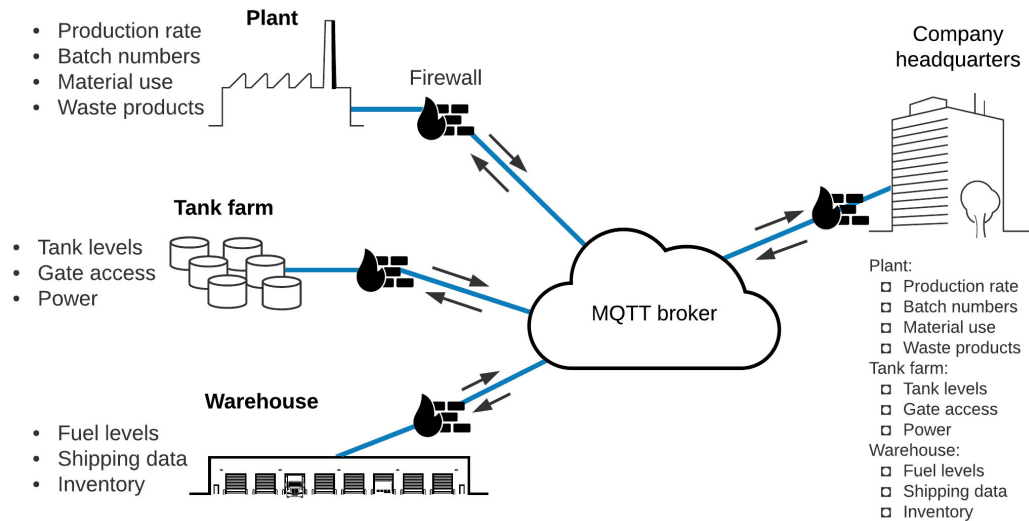 Plant
• Production rate
• Batch numbers
• Material use
• Waste products
Firewall
Company
headquarters
Tank farm
• Tank levels
• Gate access
• Power
MQTT broker
Warehouse
• Fuel levels
• Shipping data
• Inventory
Plant:
◘ Production rate
◘ Batch numbers
◘ Material use
◘ Waste products
Tank farm:
◘ Tank levels
◘ Gate access
◘ Power
Warehouse:
◘ Fuel levels
◘ Shipping data
◘ Inventory